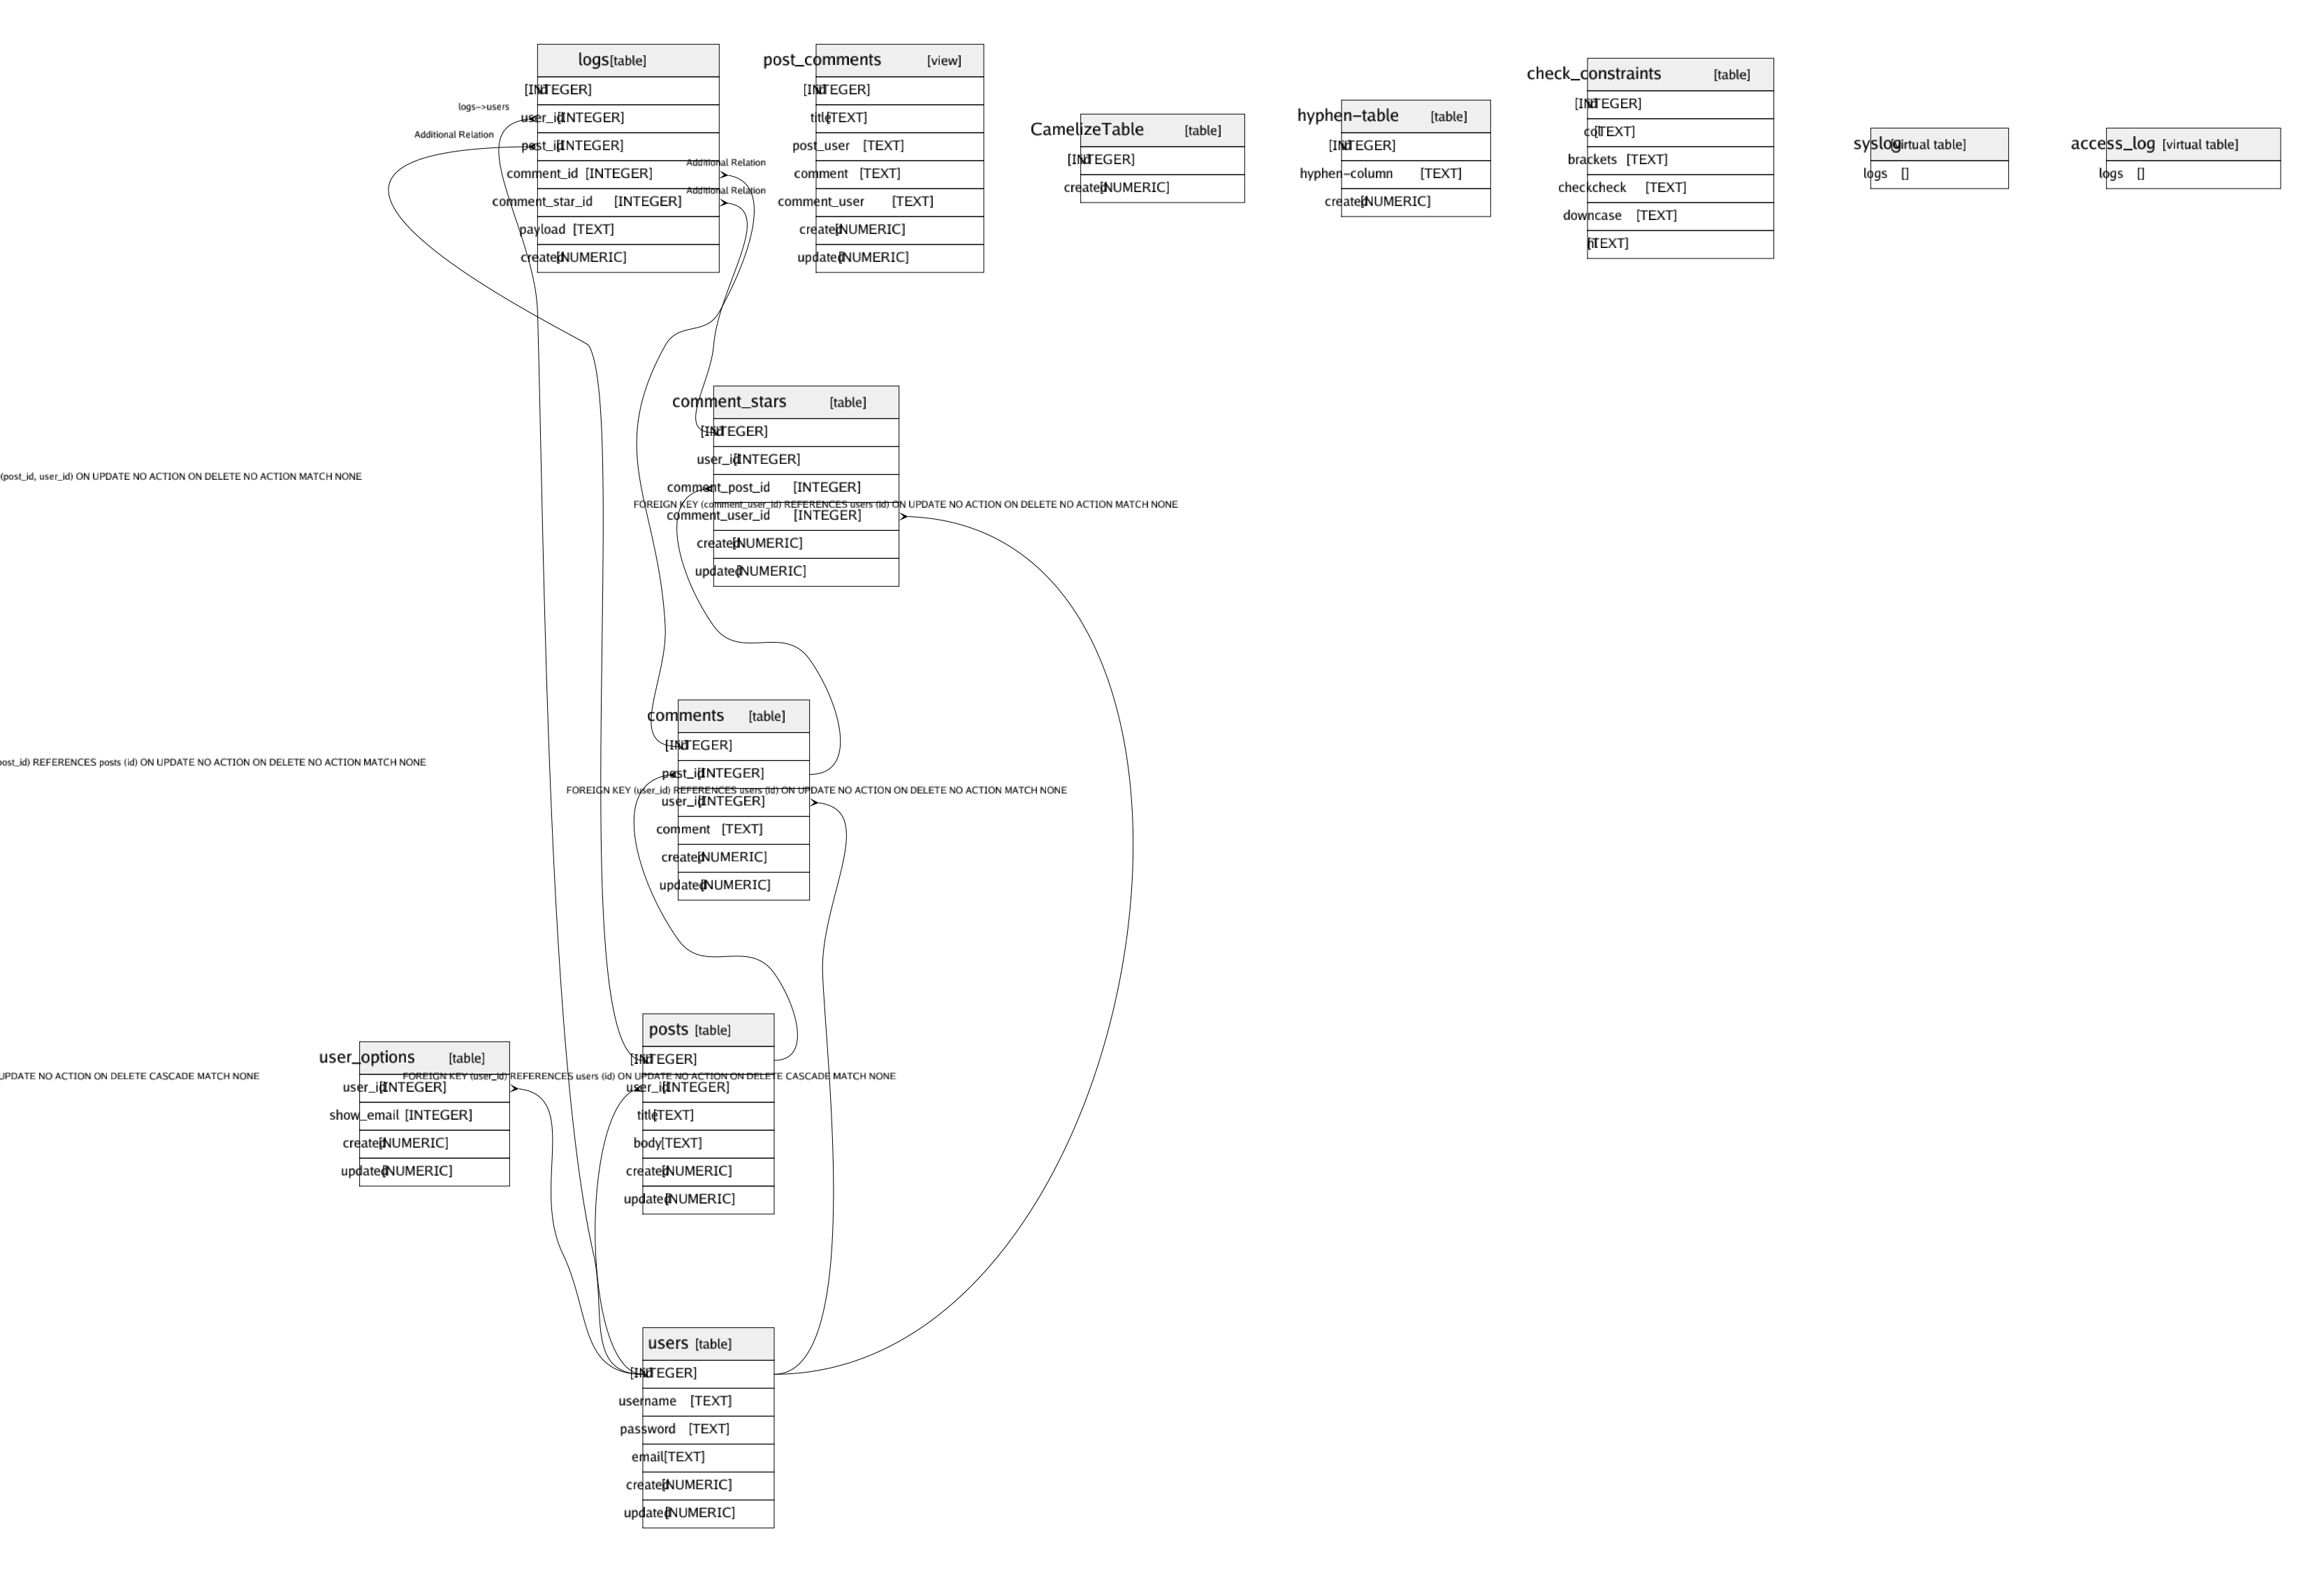 logs [table]
id [INTEGER]
logs->users
user_id [INTEGER]
Additional Relation
post_id [INTEGER]
Additional Relation
comment_id [INTEGER]
Additional Relation
comment_star_id [INTEGER]
payload [TEXT]
created [NUMERIC]
post_comments [view]
id [INTEGER]
title [TEXT]
post_user [TEXT]
comment [TEXT]
comment_user [TEXT]
created [NUMERIC]
updated [NUMERIC]
CamelizeTable [table]
id [INTEGER]
created [NUMERIC]
hyphen-table [table]
id [INTEGER]
hyphen-column [TEXT]
created [NUMERIC]
check_constraints [table]
id [INTEGER]
col [TEXT]
brackets [TEXT]
checkcheck [TEXT]
downcase [TEXT]
[TEXT]
syslog [virtual table]
logs []
access_log [virtual table]
logs []
comment_stars [table]
id [INTEGER]
user_id [INTEGER]
(post_id, user_id) ON UPDATE NO ACTION ON DELETE NO ACTION MATCH NONE
comment_post_id [INTEGER]
FOREIGN KEY (comment_user_id) REFERENCES users (id) ON UPDATE NO ACTION ON DELETE NO ACTION MATCH NONE
comment_user_id [INTEGER]
created [NUMERIC]
updated [NUMERIC]
comments [table]
id [INTEGER]
post_id) REFERENCES posts (id) ON UPDATE NO ACTION ON DELETE NO ACTION MATCH NONE
post_id [INTEGER]
FOREIGN KEY (user_id) REFERENCES users (id) ON UPDATE NO ACTION ON DELETE NO ACTION MATCH NONE
user_id [INTEGER]
comment [TEXT]
created [NUMERIC]
updated [NUMERIC]
user_options [table]
UPDATE NO ACTION ON DELETE CASCADE MATCH NONE
user_id [INTEGER]
show_email [INTEGER]
created [NUMERIC]
updated [NUMERIC]
posts [table]
id [INTEGER]
FOREIGN KEY (user_id) REFERENCES users (id) ON UPDATE NO ACTION ON DELETE CASCADE MATCH NONE
user_id [INTEGER]
title [TEXT]
body [TEXT]
created [NUMERIC]
updated [NUMERIC]
users [table]
id [INTEGER]
username [TEXT]
password [TEXT]
email [TEXT]
created [NUMERIC]
updated [NUMERIC]